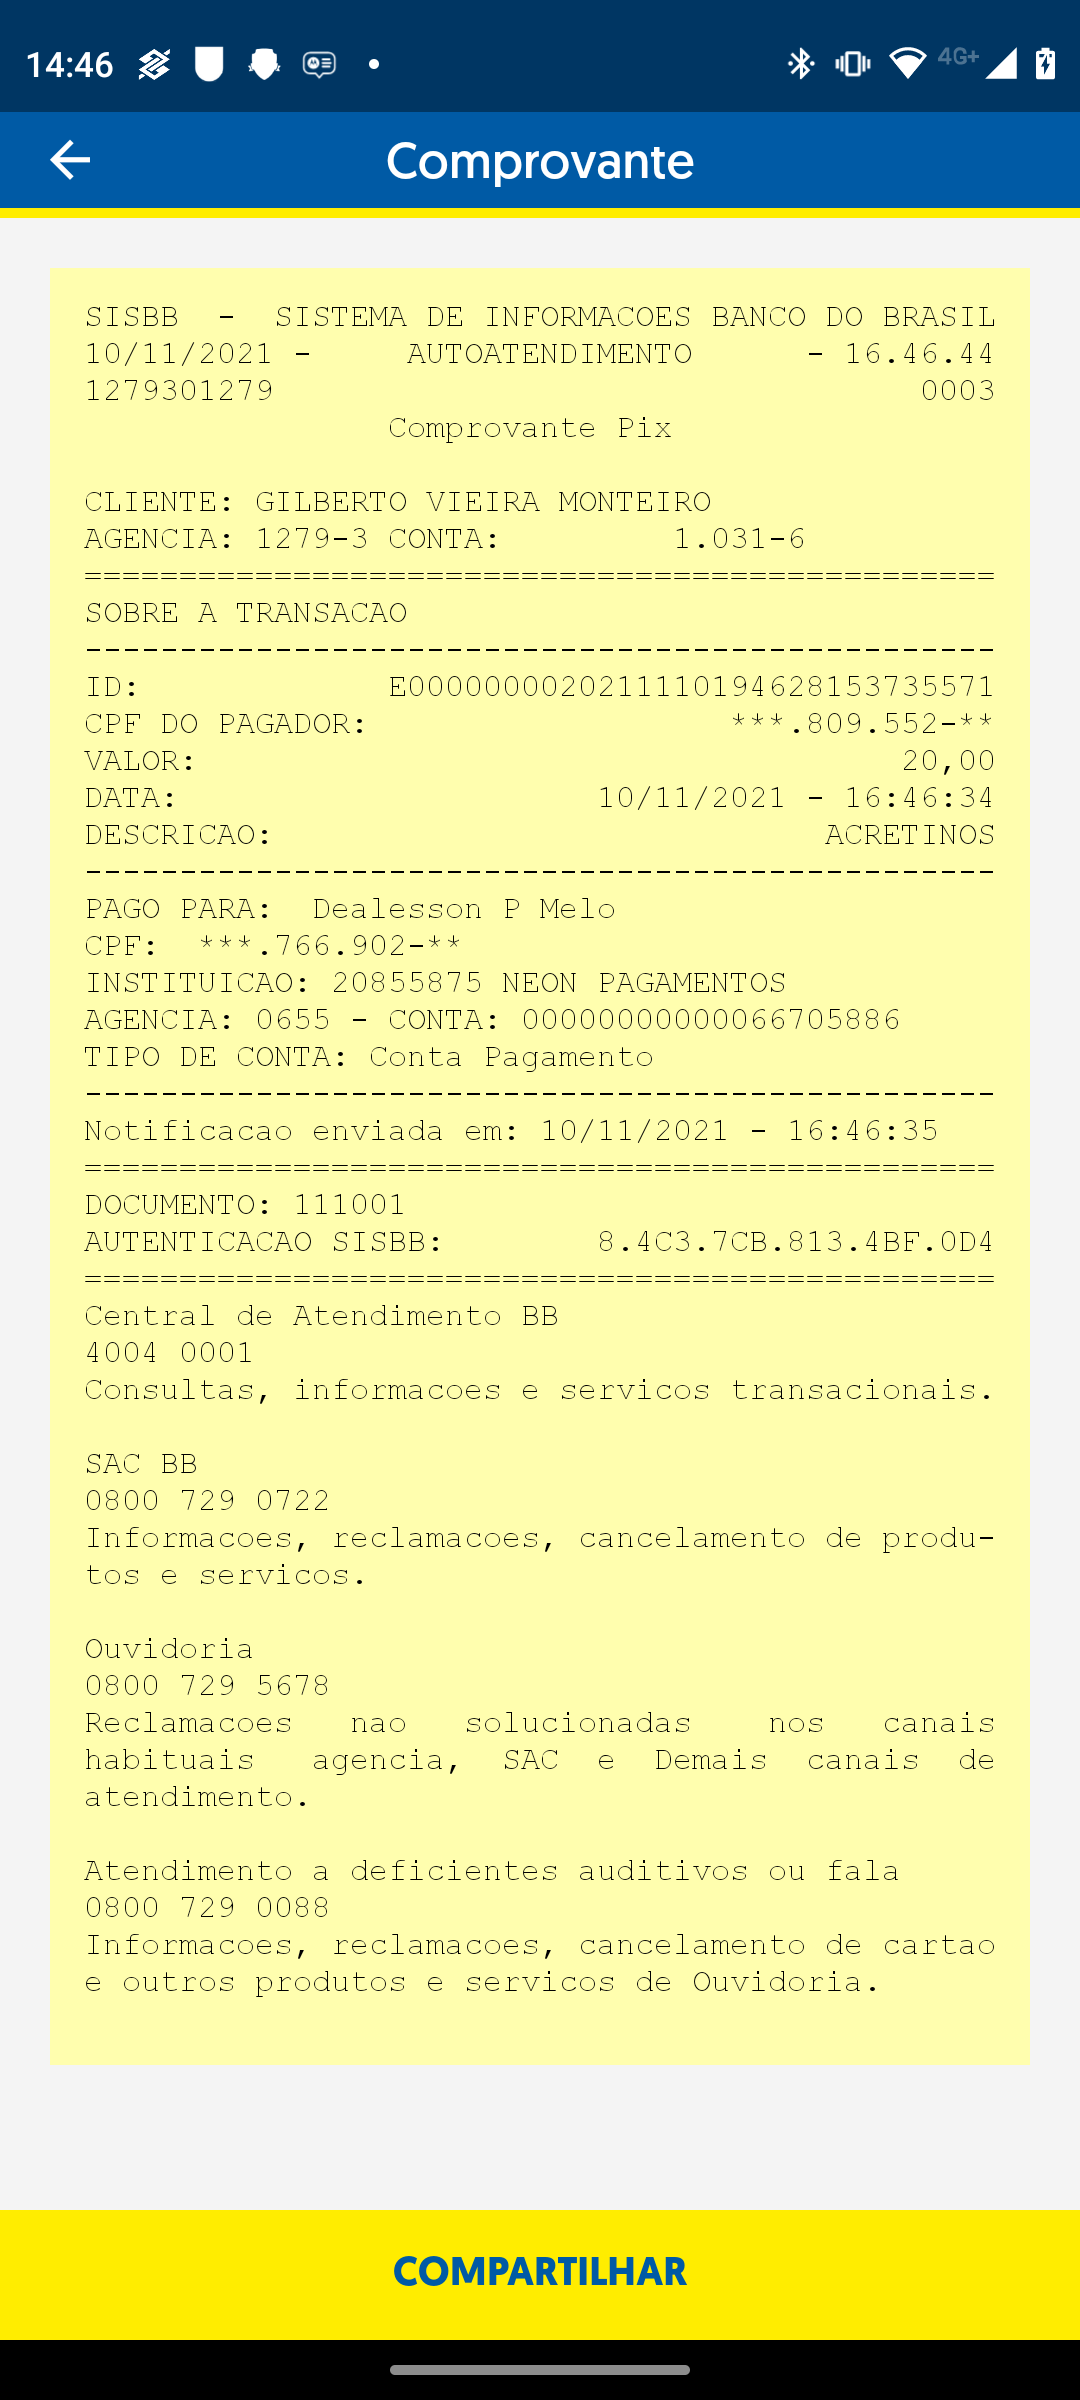 14:46 4G+
Comprovante
SISBB - SISTEMA DE INFORMACOES BANCO DO BRASIL
10/11/2021 - AUTOATENDIMENTO - 16.46.44
1279301279 0003
Comprovante Pix
CLIENTE: GILBERTO VIEIRA MONTEIRO
AGENCIA: 1279-3 CONTA: 1.031-6
================================================
SOBRE A TRANSACAO
------------------------------------------------
ID: E0000000020211110194628153735571
CPF DO PAGADOR: ***.809.552-**
VALOR: 20,00
DATA: 10/11/2021 - 16:46:34
DESCRICAO: ACRETINOS
------------------------------------------------
PAGO PARA: Dealesson P Melo
CPF: ***.766.902-**
INSTITUICAO: 20855875 NEON PAGAMENTOS
AGENCIA: 0655 - CONTA: 00000000000066705886
TIPO DE CONTA: Conta Pagamento
------------------------------------------------
Notificacao enviada em: 10/11/2021 - 16:46:35
================================================
DOCUMENTO: 111001
AUTENTICACAO SISBB: 8.4C3.7CB.813.4BF.0D4
================================================
Central de Atendimento BB
4004 0001
Consultas, informacoes e servicos transacionais.
SAC BB
0800 729 0722
Informacoes, reclamacoes, cancelamento de produ-
tos e servicos.
Ouvidoria
0800 729 5678
Reclamacoes nao solucionadas nos canais
habituais agencia, SAC e Demais canais de
atendimento.
Atendimento a deficientes auditivos ou fala
0800 729 0088
Informacoes, reclamacoes, cancelamento de cartao
e outros produtos e servicos de Ouvidoria.
COMPARTILHAR